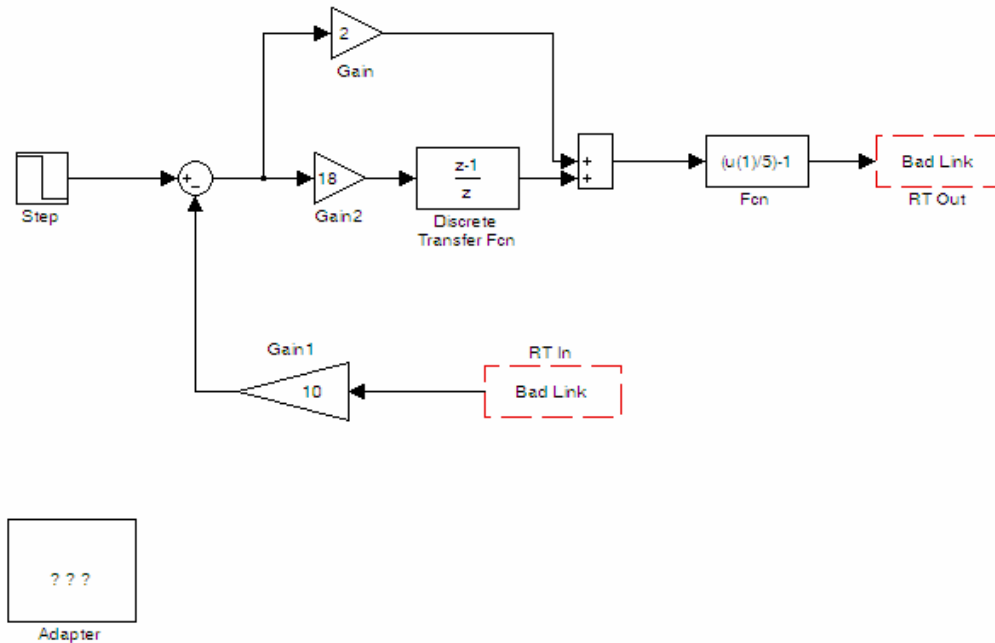 2
Gain
Step
+
−
18
Gain2
z-1
z
Discrete
Transfer Fcn
+
+
(u(1)/5)-1
Fcn
Bad Link
RT Out
Gain1
10
RT In
Bad Link
? ? ?
Adapter